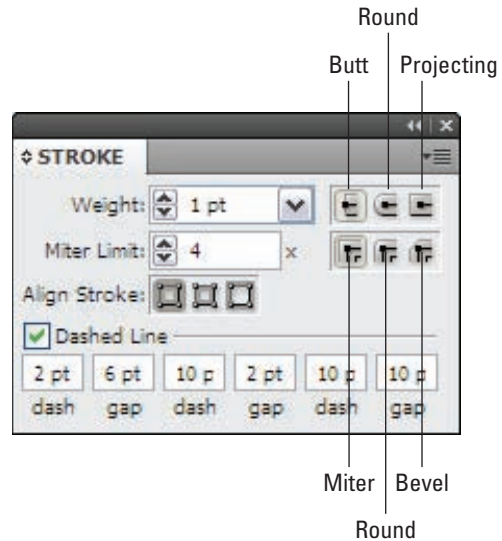 Round
Butt Projecting
STROKE
Weight: 1 pt
Miter Limit: 4 x
Align Stroke:
Dashed Line
2 pt 6 pt 10 p 2 pt 10 p 10 p
dash gap dash gap dash gap
Miter Bevel
Round